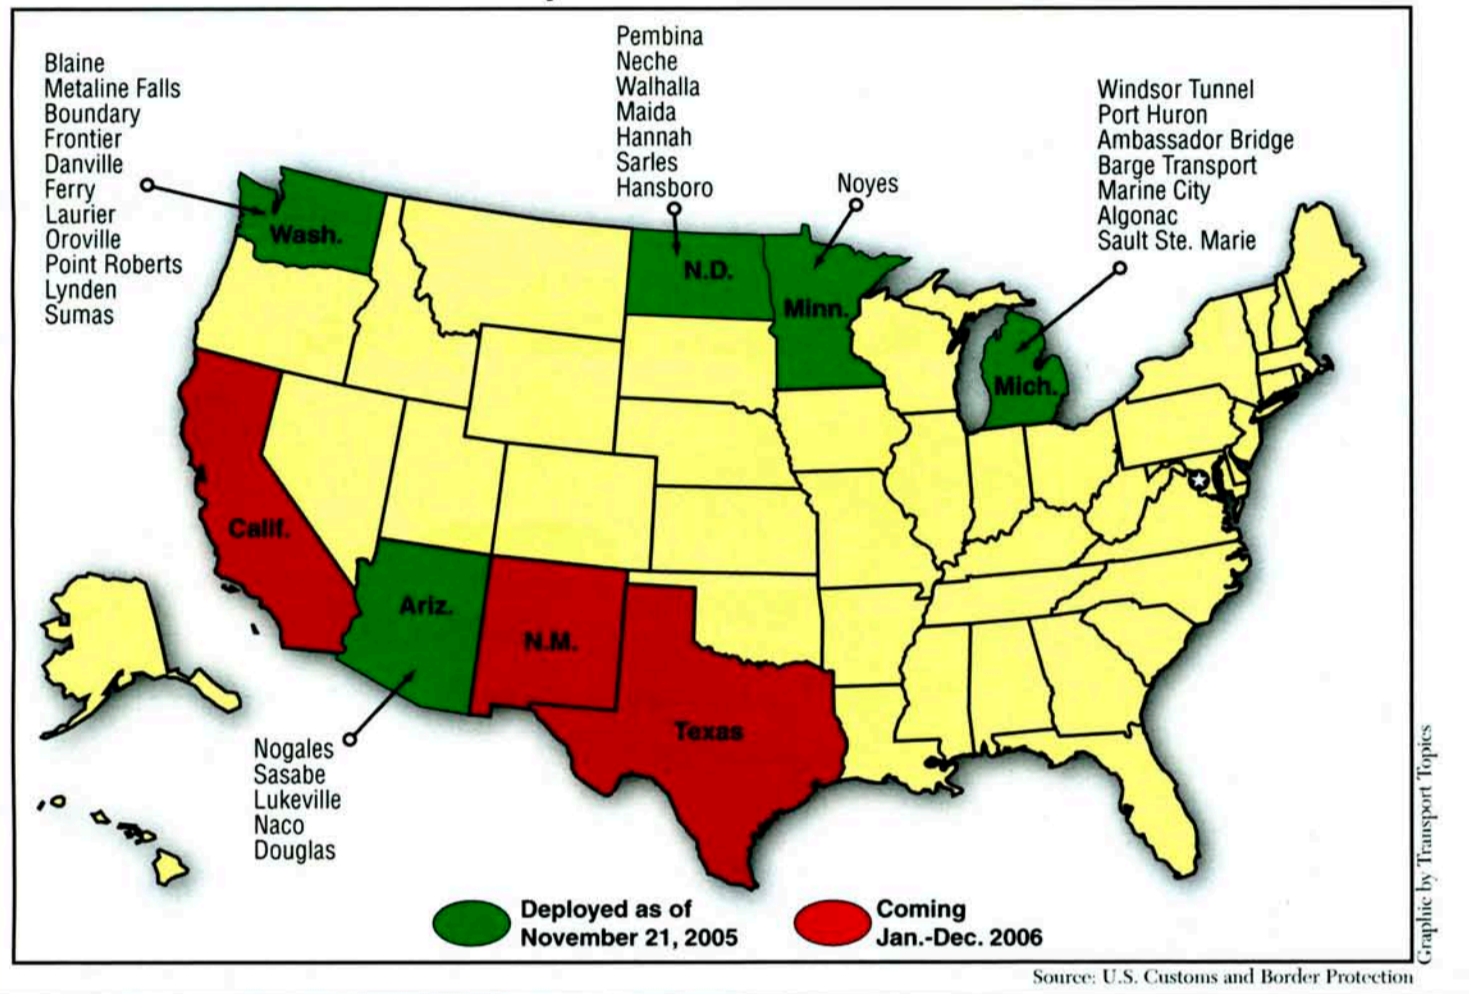 Blaine
Metaline Falls
Boundary
Frontier
Danville
Ferry
Laurier
Oroville
Point Roberts
Lynden
Sumas
Pembina
Neche
Walhalla
Maida
Hannah
Sarles
Hansboro
Noyes
Windsor Tunnel
Port Huron
Ambassador Bridge
Barge Transport
Marine City
Algonac
Sault Ste. Marie
Wash.
N.D.
Minn.
Mich.
Calif.
Ariz.
N.M.
Texas
Nogales
Sasabe
Lukeville
Naco
Douglas
Deployed as of
November 21, 2005
Coming
Jan.-Dec. 2006
Graphic by Transport Topics
Source: U.S. Customs and Border Protection